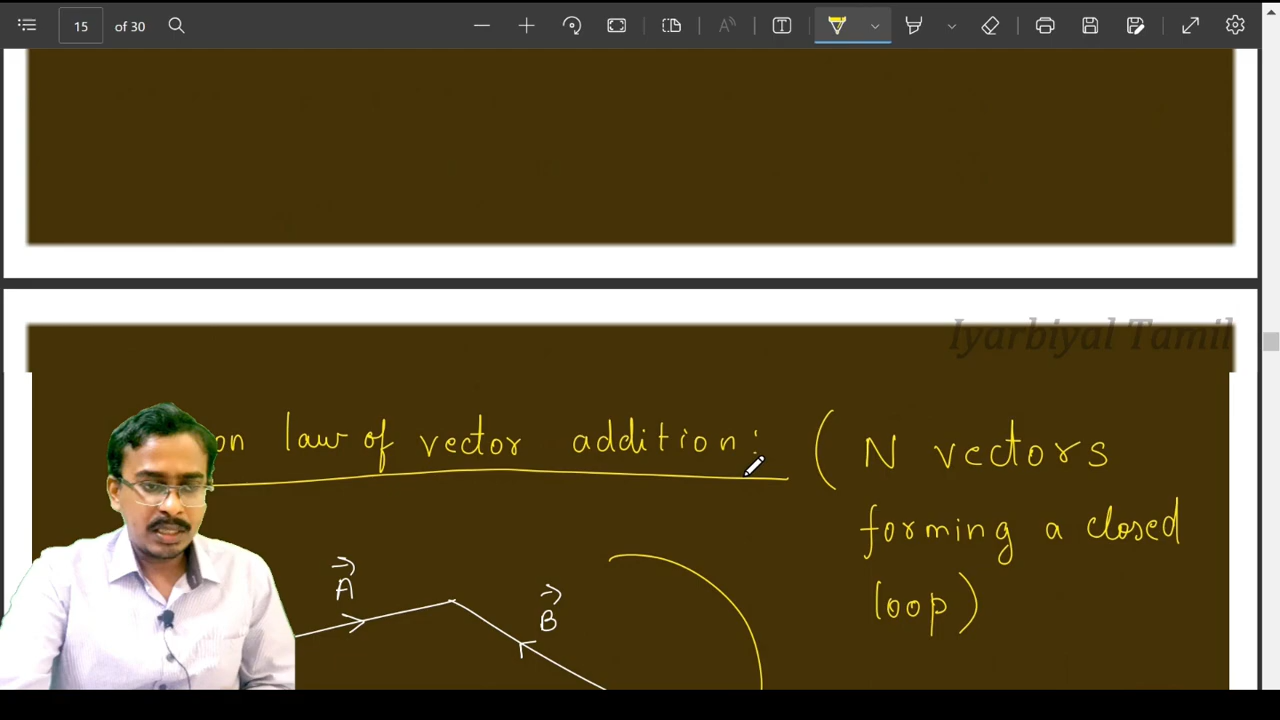 15 of 30
Iyarbiyal Tamil
on law of vector addition: ( N vectors
forming a closed
loop)
A
B